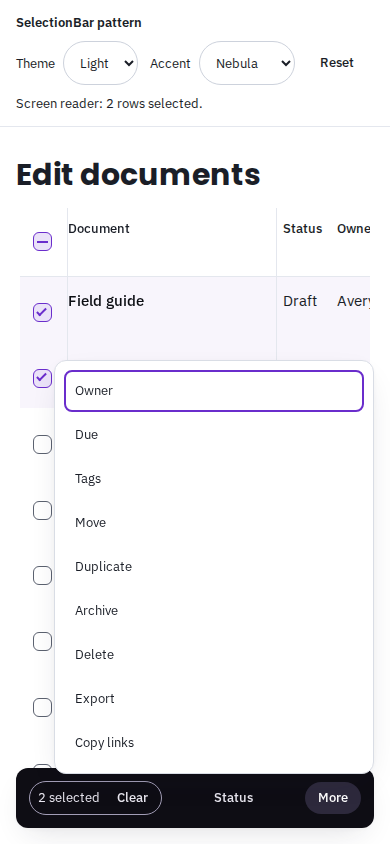 SelectionBar pattern
Theme Light Accent Nebula Reset
Screen reader: 2 rows selected.
Edit documents
Document Status Owne
Field guide Draft Avery
Owner
Due
Tags
Move
Duplicate
Archive
Delete
Export
Copy links
2 selected Clear Status More